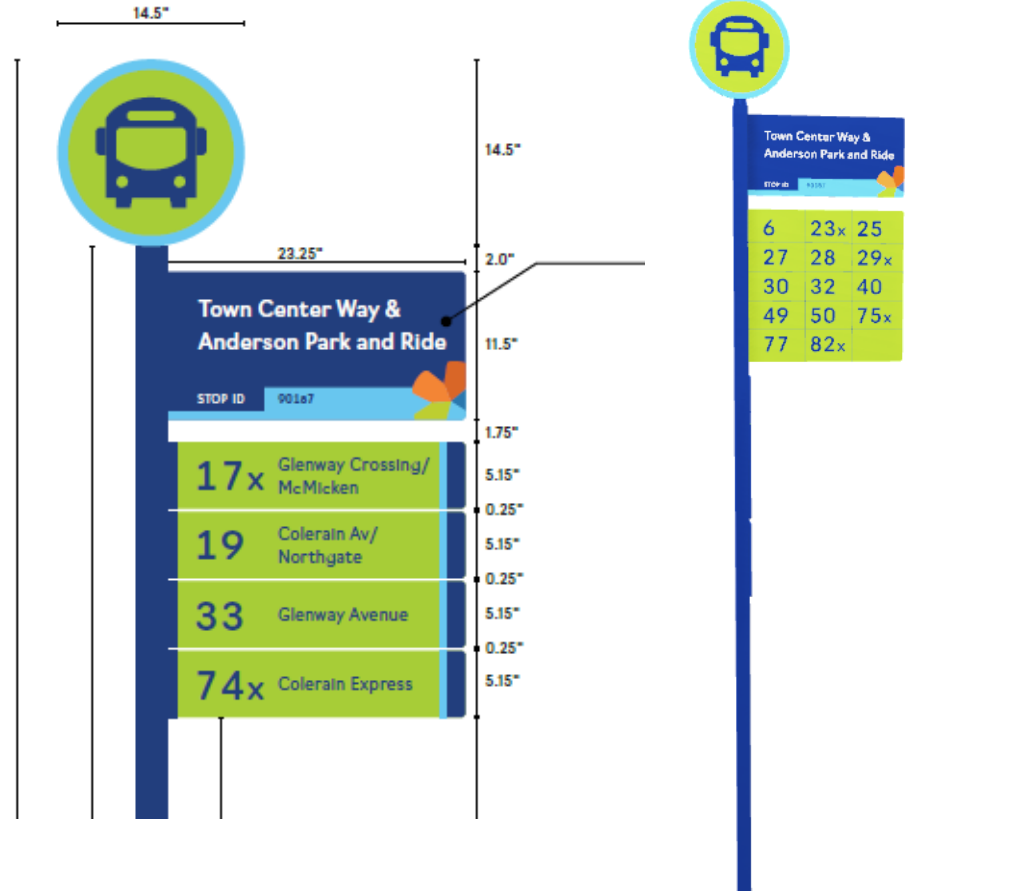 14.5"
14.5"
23.25"
2.0"
Town Center Way &
Anderson Park and Ride
11.5"
STOP ID 90167
1.75"
17x Glenway Crossing/
McMicken
5.15"
0.25"
19 Colerain Av/
Northgate
5.15"
0.25"
33 Glenway Avenue
5.15"
0.25"
74x Colerain Express
5.15"
Town Center Way &
Anderson Park and Ride
STOP ID
6 23x 25
27 28 29x
30 32 40
49 50 75x
77 82x